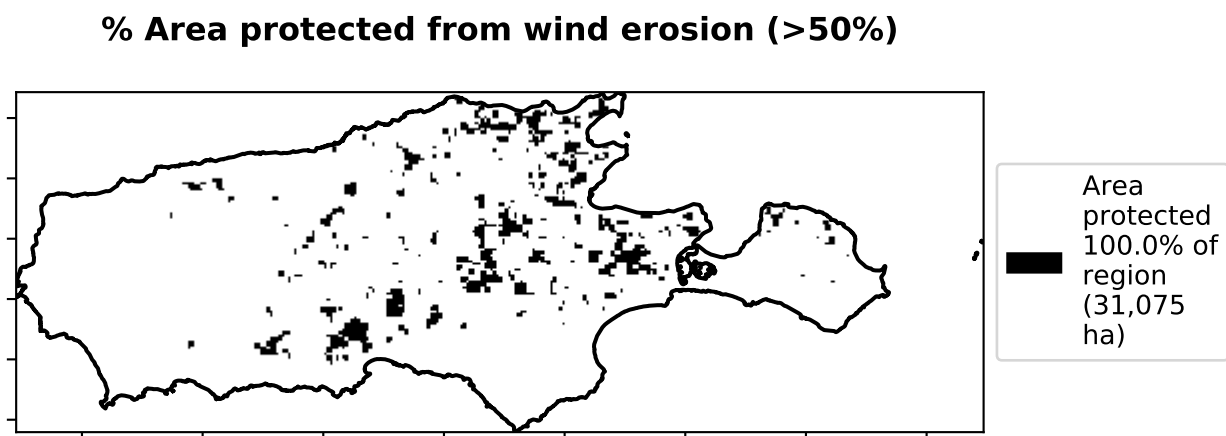 % Area protected from wind erosion (>50%)
Area
protected
100.0% of
region
(31,075
ha)